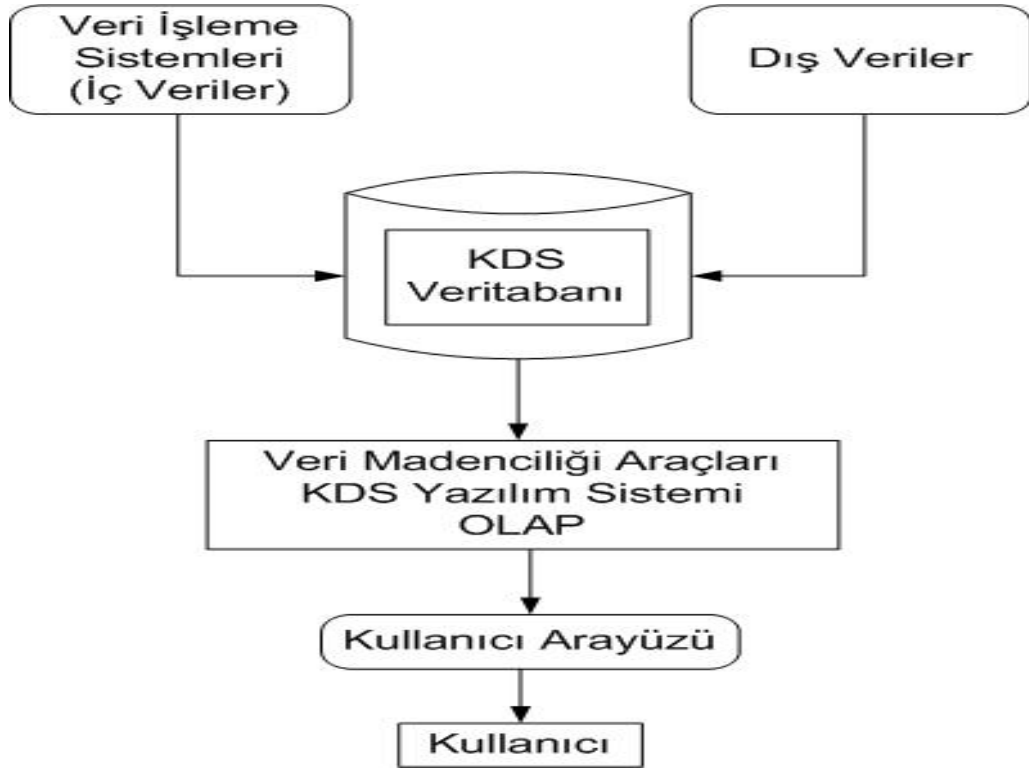 Veri İşleme
Sistemleri
(İç Veriler)
Dış Veriler
KDS
Veritabanı
Veri Madenciliği Araçları
KDS Yazılım Sistemi
OLAP
Kullanıcı Arayüzü
Kullanıcı